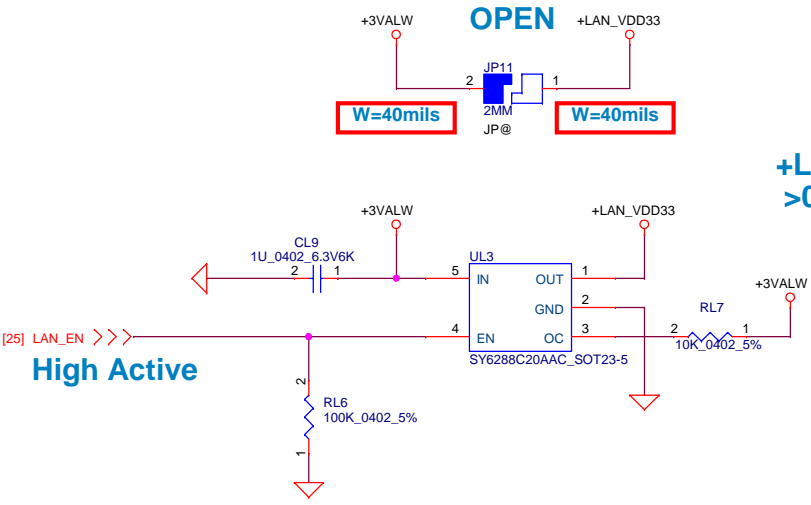 OPEN
+3VALW
+LAN_VDD33
JP11
2
1
2MM
W=40mils
W=40mils
JP@
+L
>0
+3VALW
+LAN_VDD33
CL9
1U_0402_6.3V6K
2
1
UL3
5
IN
OUT
1
GND
2
+3VALW
RL7
[25] LAN_EN
4
EN
OC
3
2
1
10K_0402_5%
SY6288C20AAC_SOT23-5
High Active
2
RL6
100K_0402_5%
1